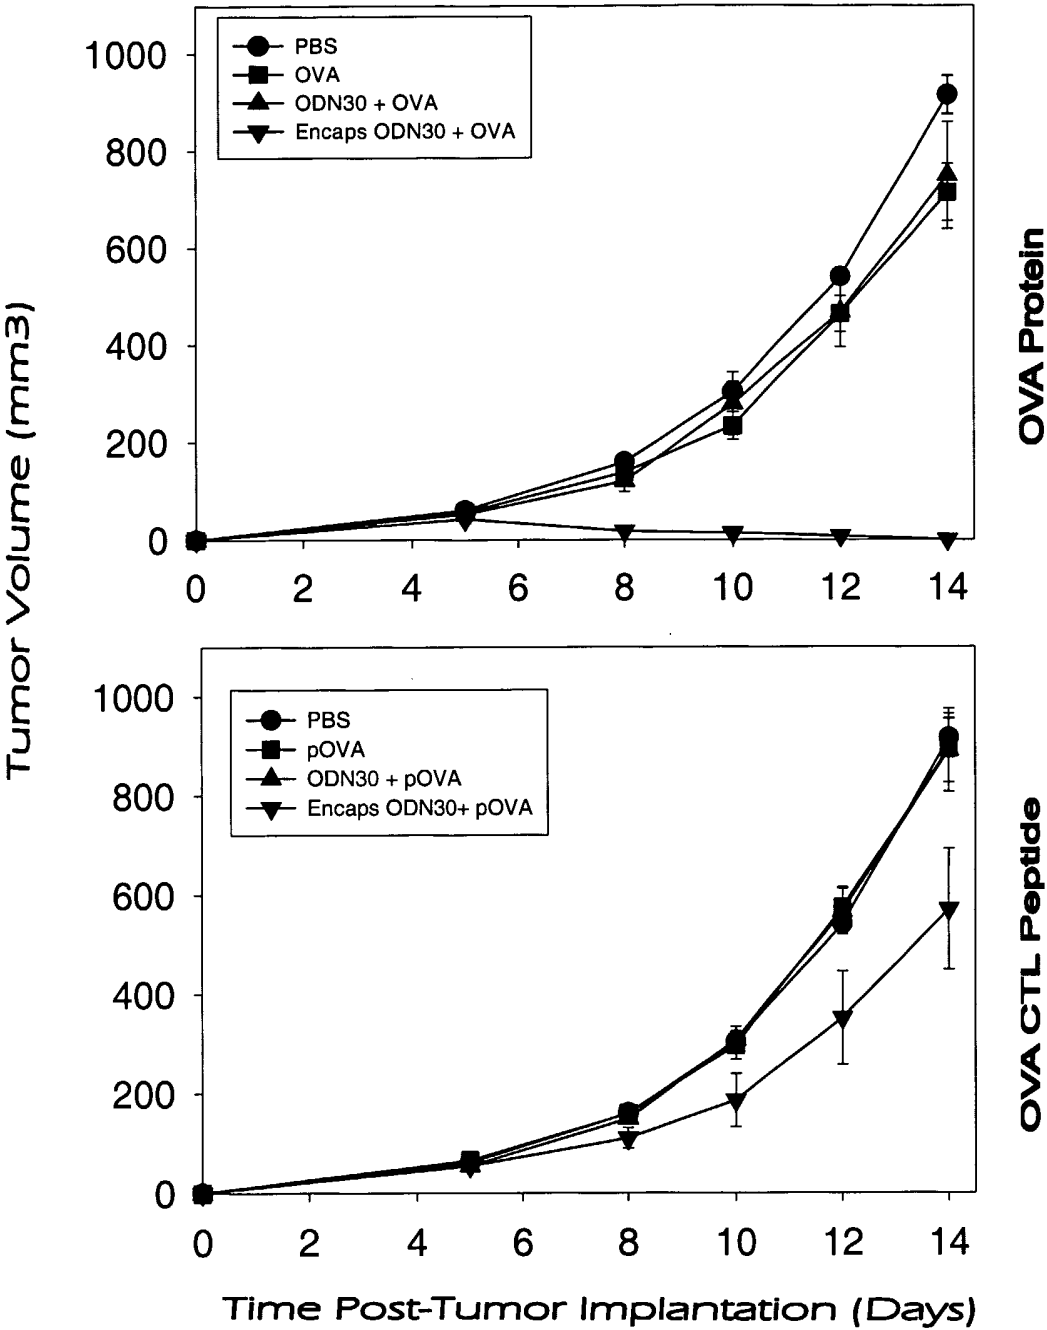 Tumor Volume (mm3)
1000
800
600
400
200
0
PBS
OVA
ODN30 + OVA
Encaps ODN30 + OVA
0 2 4 6 8 10 12 14
OVA Protein
1000
800
600
400
200
0
PBS
pOVA
ODN30 + pOVA
Encaps ODN30+ pOVA
0 2 4 6 8 10 12 14
OVA CTL Peptide
Time Post-Tumor Implantation (Days)